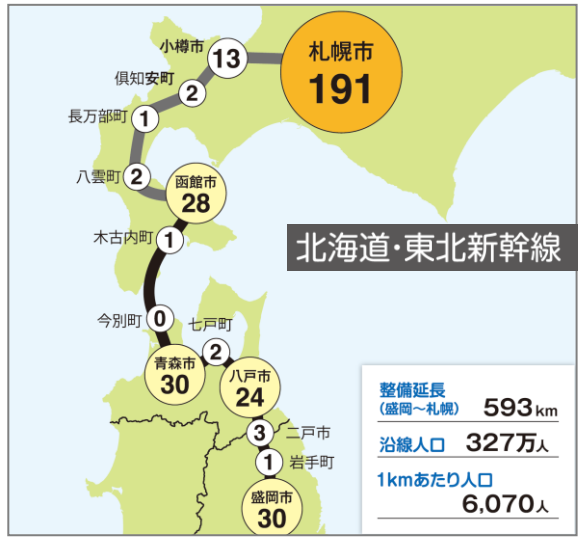 小樽市
13
札幌市
191
倶知安町
2
長万部町
1
八雲町
2
函館市
28
木古内町
1
北海道・東北新幹線
今別町
0
七戸町
2
青森市
30
八戸市
24
3
二戸市
1
岩手町
盛岡市
30
整備延長
(盛岡〜札幌) 593km
沿線人口 327万人
1kmあたり人口
6,070人